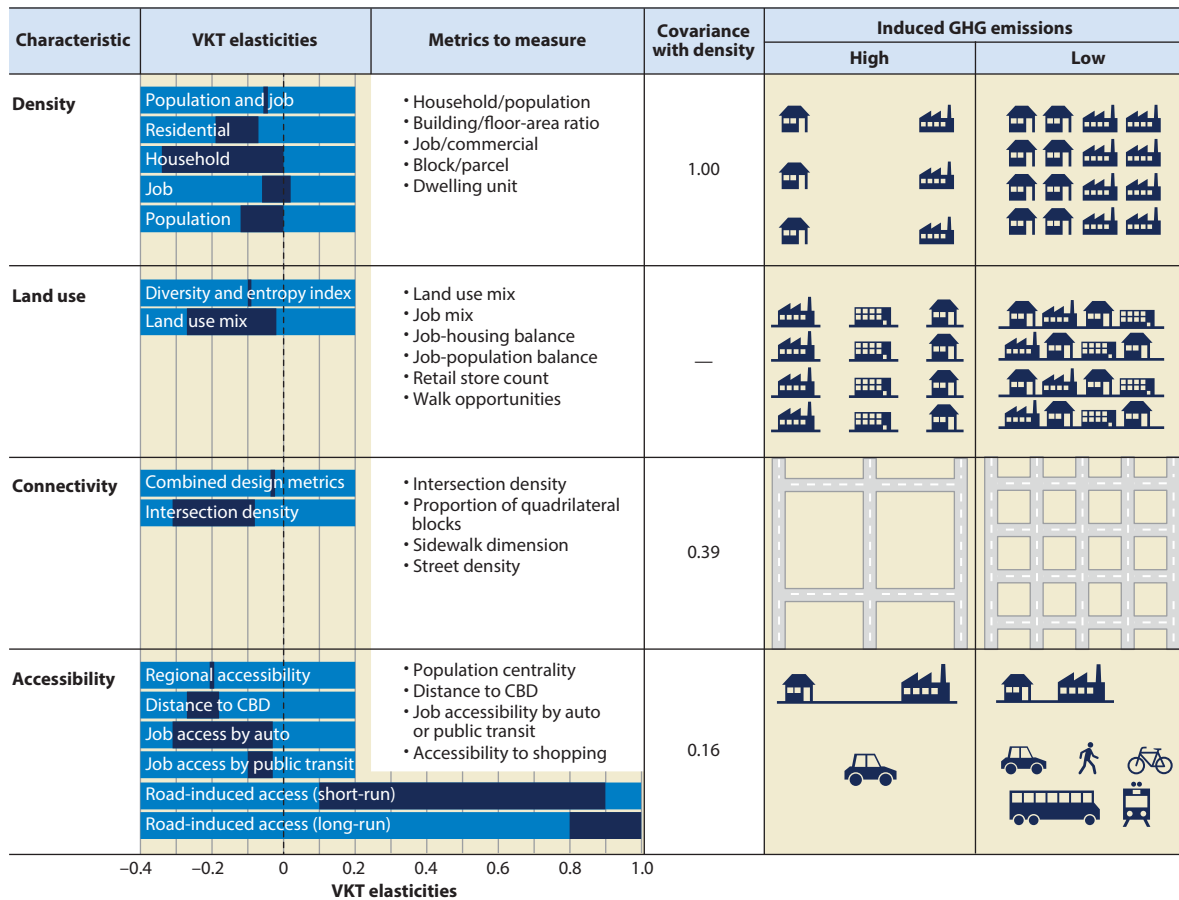 Characteristic
VKT elasticities
Metrics to measure
Covariance
with density
Induced GHG emissions
High
Low
Density
Population and job
Residential
Household
Job
Population
• Household/population
• Building/floor-area ratio
• Job/commercial
• Block/parcel
• Dwelling unit
1.00
Land use
Diversity and entropy index
Land use mix
• Land use mix
• Job mix
• Job-housing balance
• Job-population balance
• Retail store count
• Walk opportunities
—
Connectivity
Combined design metrics
Intersection density
• Intersection density
• Proportion of quadrilateral
blocks
• Sidewalk dimension
• Street density
0.39
Accessibility
Regional accessibility
Distance to CBD
Job access by auto
Job access by public transit
Road-induced access (short-run)
Road-induced access (long-run)
• Population centrality
• Distance to CBD
• Job accessibility by auto
or public transit
• Accessibility to shopping
0.16
−0.4 −0.2 0 0.2 0.4 0.6 0.8 1.0
VKT elasticities